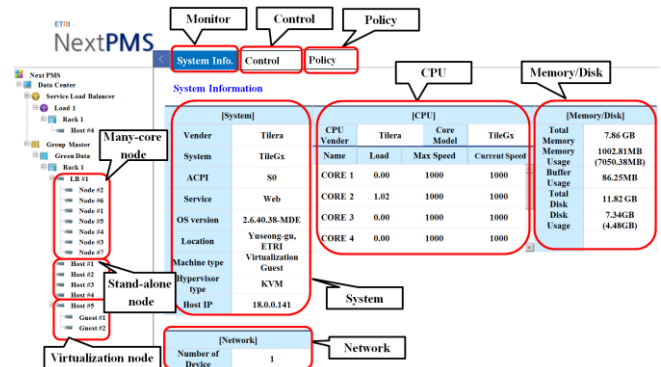 ETRI
NextPMS
Monitor
Control
Policy
System Info.
Control
Policy
CPU
Memory/Disk
System Information
Next PMS
Data Center
Service Load Balancer
Load 1
Rack 1
Host #4
Group Master
Green Data
Rack 1
LB #1
Node #2
Node #6
Node #1
Node #5
Node #4
Node #3
Node #7
Host #1
Host #2
Host #3
Host #4
Host #5
Guest #1
Guest #2
Many-core
node
Stand-alone
node
Virtualization node
[System]
Vender Tilera
System TileGx
ACPI S0
Service Web
OS version 2.6.40.38-MDE
Location Yuseong-gu,
ETRI
Machine type Virtualization
Guest
Hypervisor
type KVM
Host IP 18.0.0.141
[CPU]
CPU
Vender Tilera Core
Model TileGx
Name Load Max Speed Current Speed
CORE 1 0.00 1000 1000
CORE 2 1.02 1000 1000
CORE 3 0.00 1000 1000
CORE 4 0.00 1000 1000
[Memory/Disk]
Total
Memory 7.86 GB
Memory
Usage 1002.81MB
(7050.38MB)
Buffer
Usage 86.25MB
Total
Disk 11.82 GB
Disk
Usage 7.34GB
(4.48GB)
System
[Network]
Number of
Device 1
Network